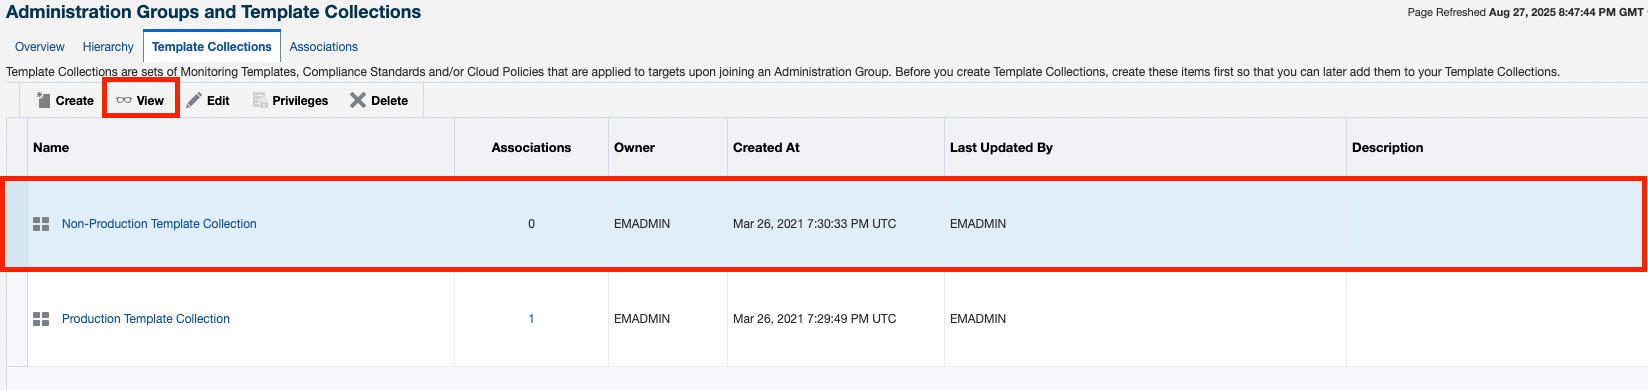 Administration Groups and Template Collections
Page Refreshed Aug 27, 2025 8:47:44 PM GMT
Overview Hierarchy Template Collections Associations
Template Collections are sets of Monitoring Templates, Compliance Standards and/or Cloud Policies that are applied to targets upon joining an Administration Group. Before you create Template Collections, create these items first so that you can later add them to your Template Collections.
Create View Edit Privileges Delete
Name Associations Owner Created At Last Updated By Description
Non-Production Template Collection 0 EMADMIN Mar 26, 2021 7:30:33 PM UTC EMADMIN
Production Template Collection 1 EMADMIN Mar 26, 2021 7:29:49 PM UTC EMADMIN